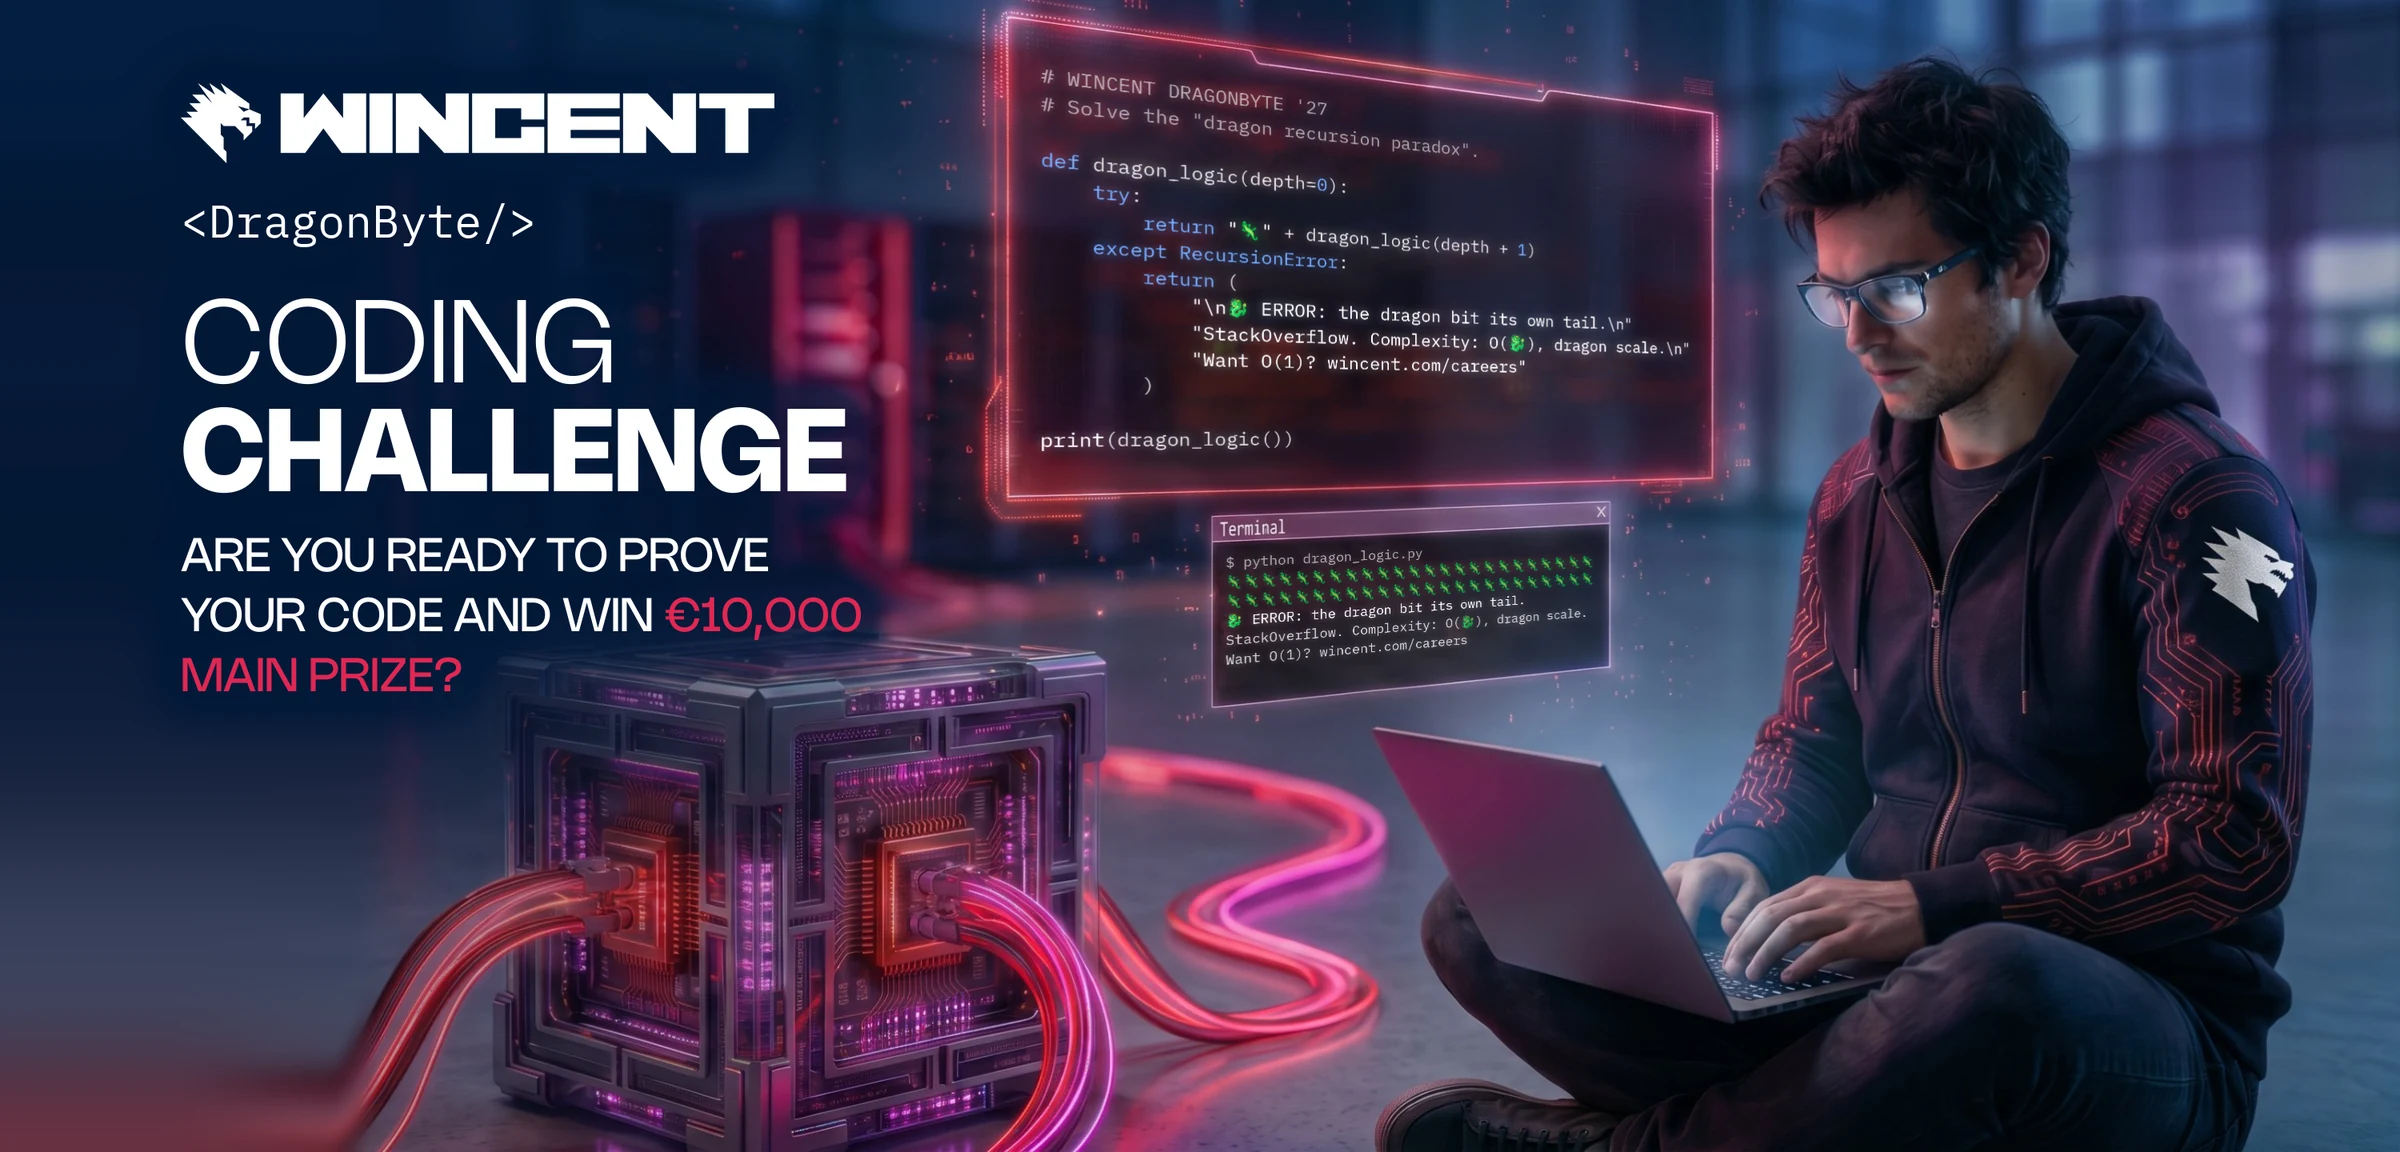 WINCENT
<DragonByte/>
CODING
CHALLENGE
ARE YOU READY TO PROVE
YOUR CODE AND WIN €10,000
MAIN PRIZE?
# WINCENT DRAGONBYTE '27
# Solve the "dragon recursion paradox".
def dragon_logic(depth=0):
try:
return "🦎" + dragon_logic(depth + 1)
except RecursionError:
return (
"\n🐉 ERROR: the dragon bit its own tail.\n"
"StackOverflow. Complexity: O(🐉), dragon scale.\n"
"Want O(1)? wincent.com/careers"
)
print(dragon_logic())
Terminal X
$ python dragon_logic.py
🦎🦎🦎🦎🦎🦎🦎🦎🦎🦎🦎🦎🦎🦎🦎🦎🦎🦎🦎🦎🦎🦎🦎
🦎🦎🦎🦎🦎🦎🦎🦎🦎🦎🦎🦎🦎🦎🦎🦎🦎🦎🦎🦎🦎🦎🦎
🐉 ERROR: the dragon bit its own tail.
StackOverflow. Complexity: O(🐉), dragon scale.
Want O(1)? wincent.com/careers